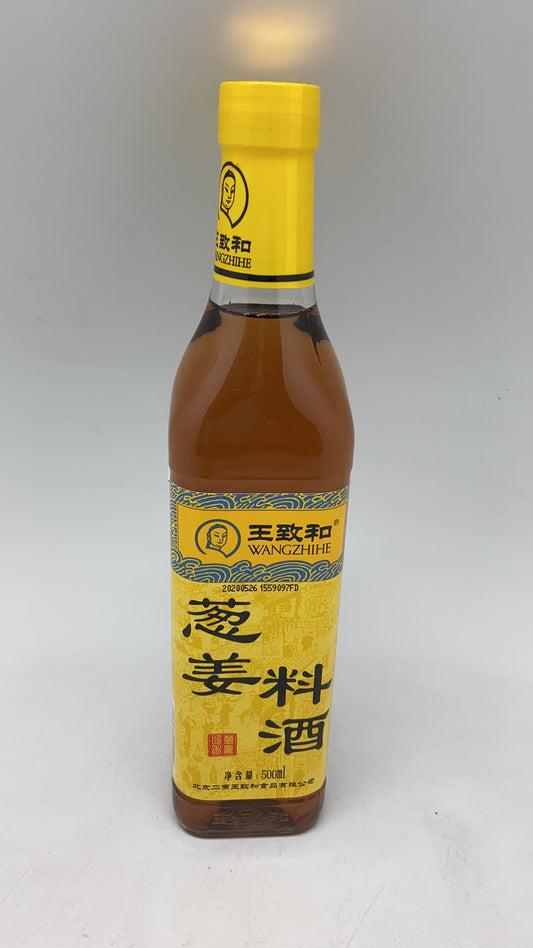 王致和
WANGZHIHE
王致和®
WANGZHIHE
20200526 1559097FD
葱姜
料酒
净含量:500ml
北京二商王致和食品有限公司